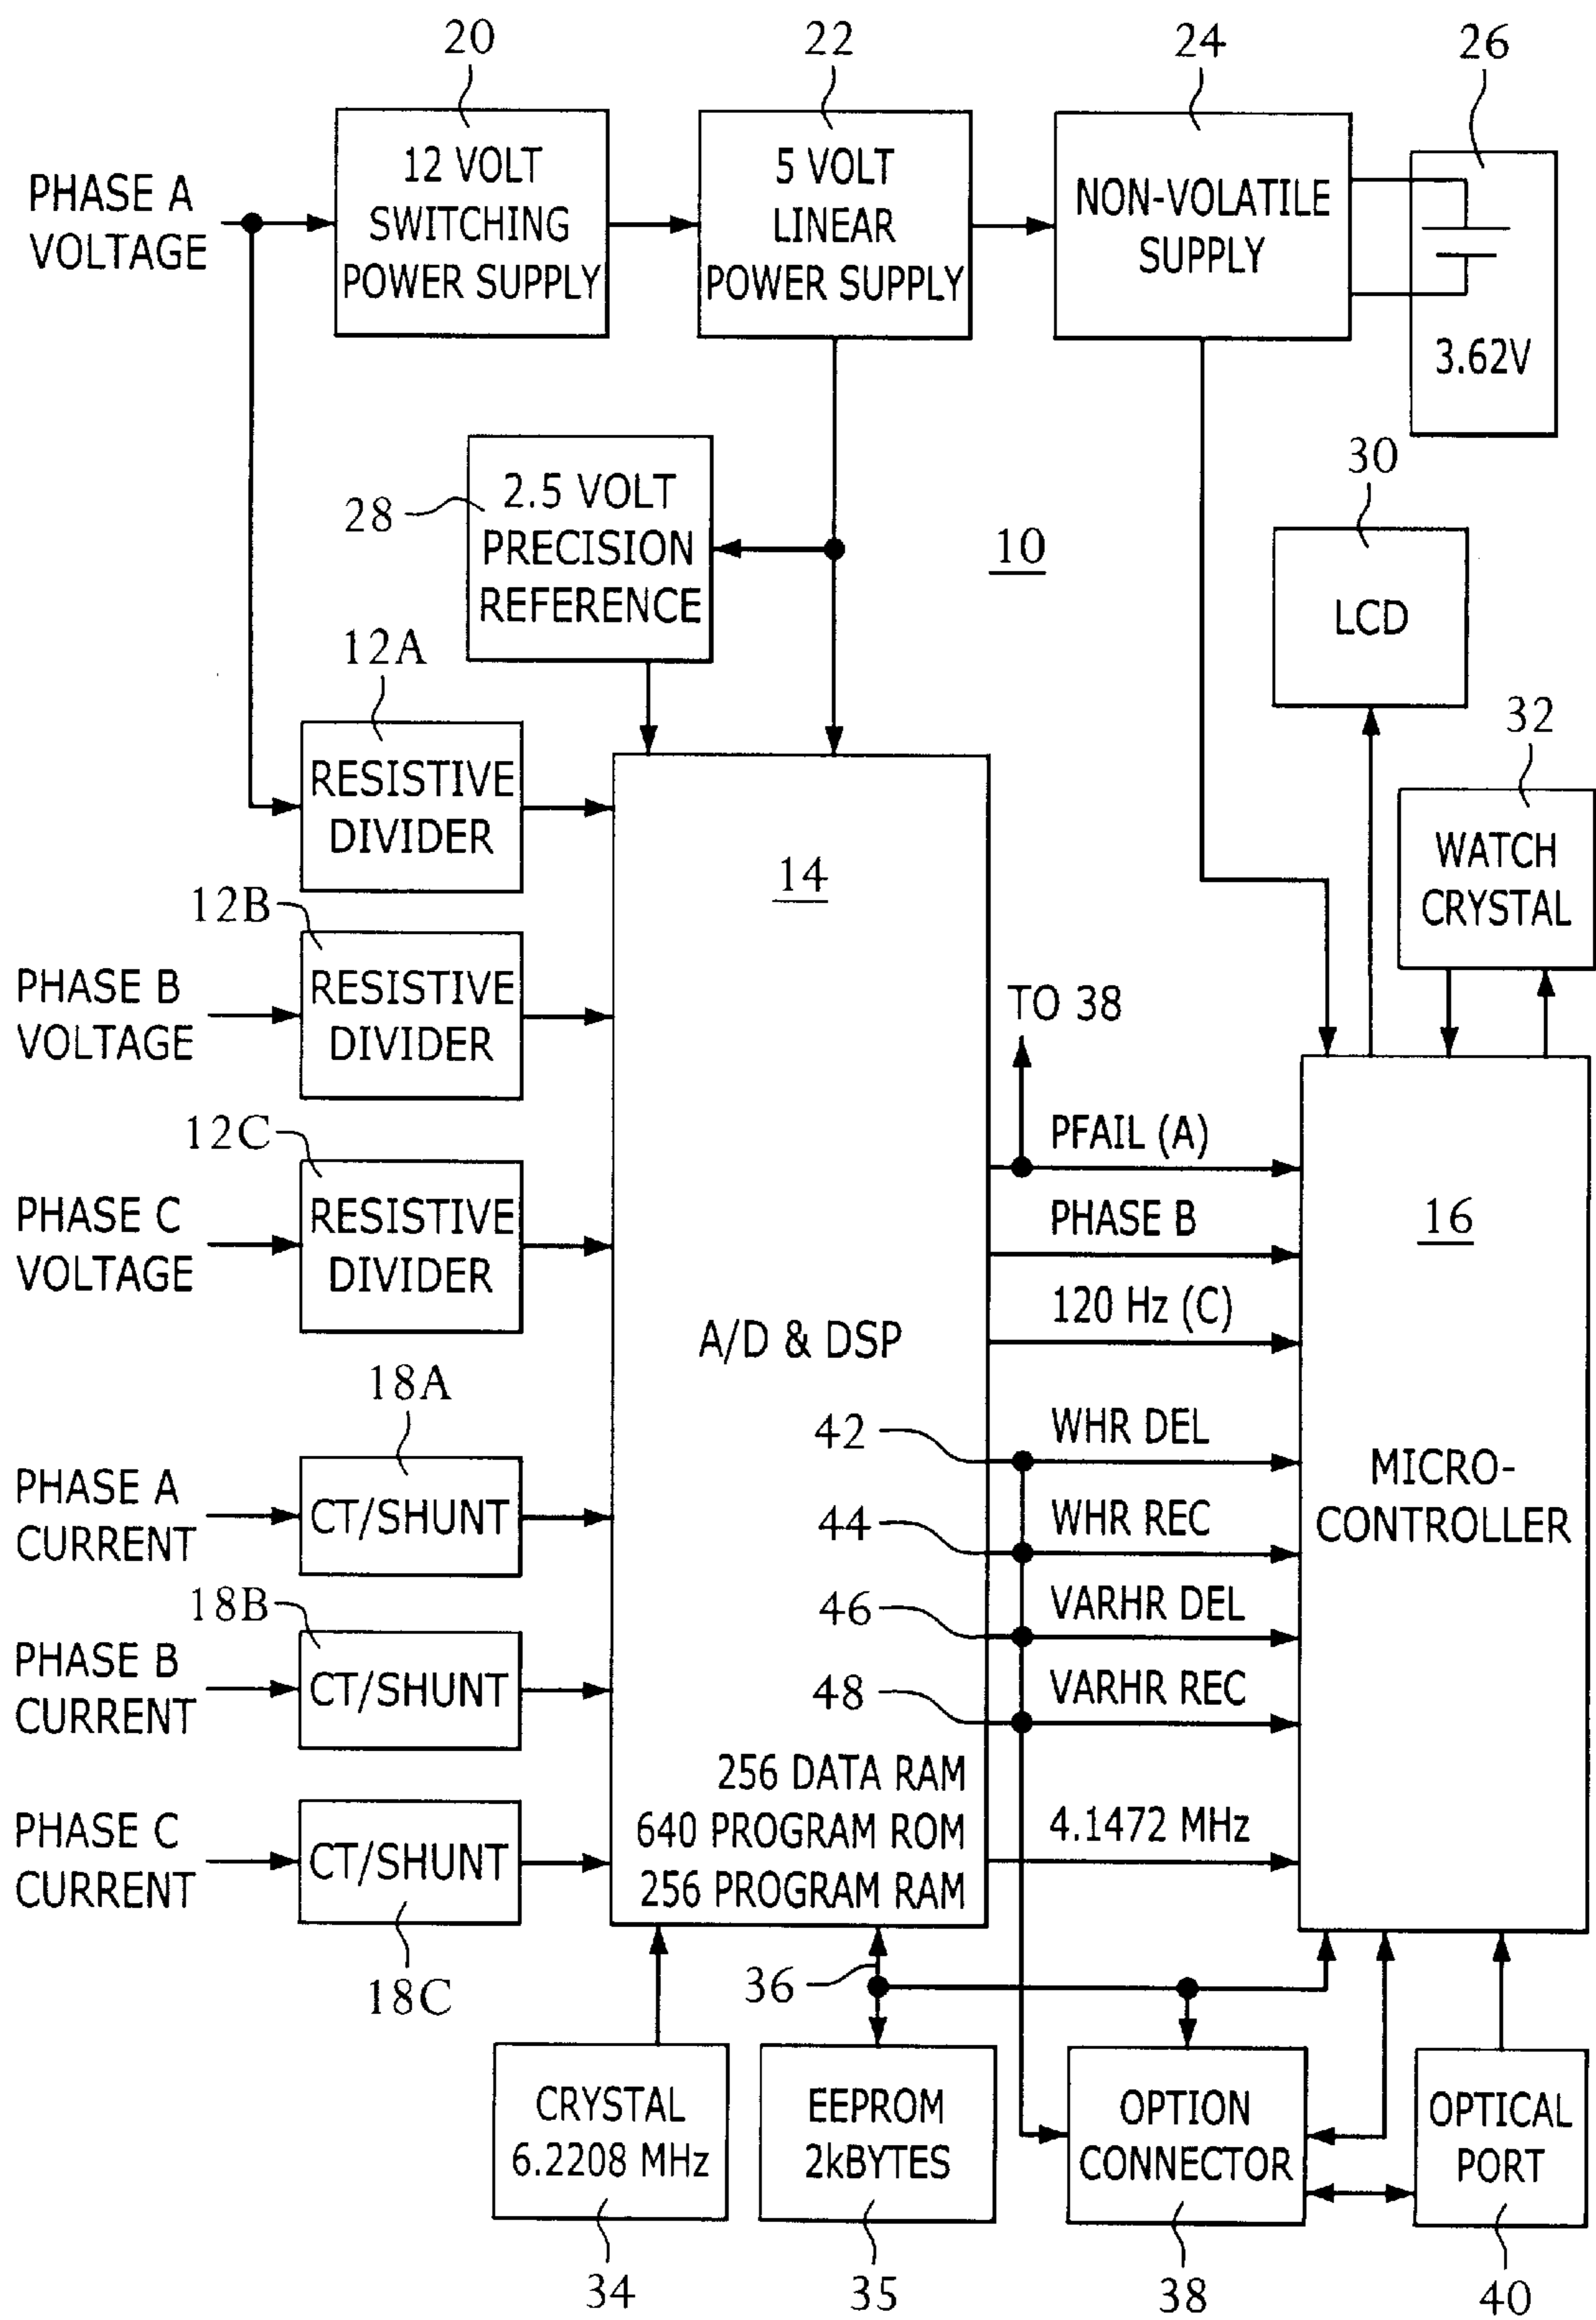 20
22
24
26
PHASE A
VOLTAGE
12 VOLT
SWITCHING
POWER SUPPLY
5 VOLT
LINEAR
POWER SUPPLY
NON-VOLATILE
SUPPLY
3.62V
28
2.5 VOLT
PRECISION
REFERENCE
10
30
LCD
12A
RESISTIVE
DIVIDER
14
32
WATCH
CRYSTAL
12B
PHASE B
VOLTAGE
RESISTIVE
DIVIDER
TO 38
12C
PHASE C
VOLTAGE
RESISTIVE
DIVIDER
PFAIL (A)
PHASE B
120 Hz (C)
16
A/D & DSP
MICRO-
CONTROLLER
18A
PHASE A
CURRENT
CT/SHUNT
42
WHR DEL
44
WHR REC
46
VARHR DEL
48
VARHR REC
18B
PHASE B
CURRENT
CT/SHUNT
PHASE C
CURRENT
CT/SHUNT
18C
256 DATA RAM
640 PROGRAM ROM
256 PROGRAM RAM
4.1472 MHz
36
CRYSTAL
6.2208 MHz
EEPROM
2kBYTES
OPTION
CONNECTOR
OPTICAL
PORT
34
35
38
40